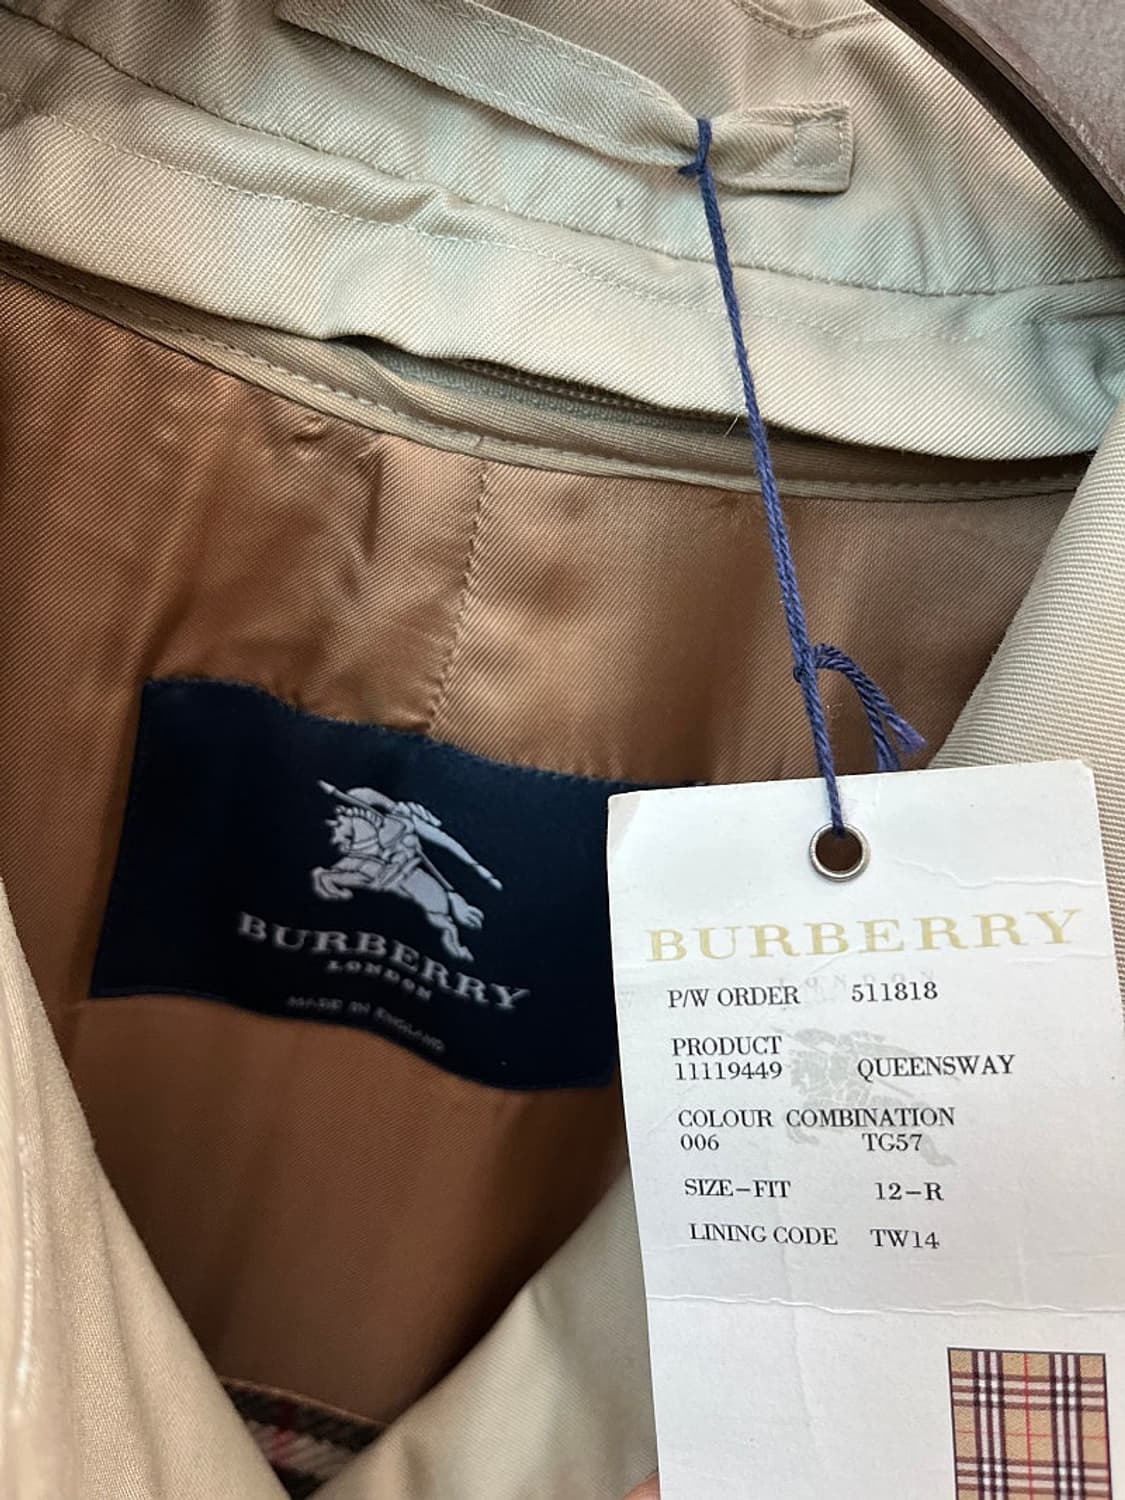 BURBERRY
LONDON
MADE IN ENGLAND
BURBERRY
LONDON
P/W ORDER 511818
PRODUCT
11119449 QUEENSWAY
COLOUR COMBINATION
006 TG57
SIZE-FIT 12-R
LINING CODE TW14